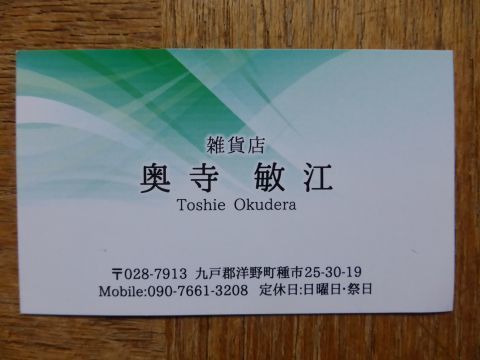 雑貨店
奥寺 敏江
Toshie Okudera
〒028-7913 九戸郡洋野町種市25-30-19
Mobile:090-7661-3208 定休日:日曜日・祭日